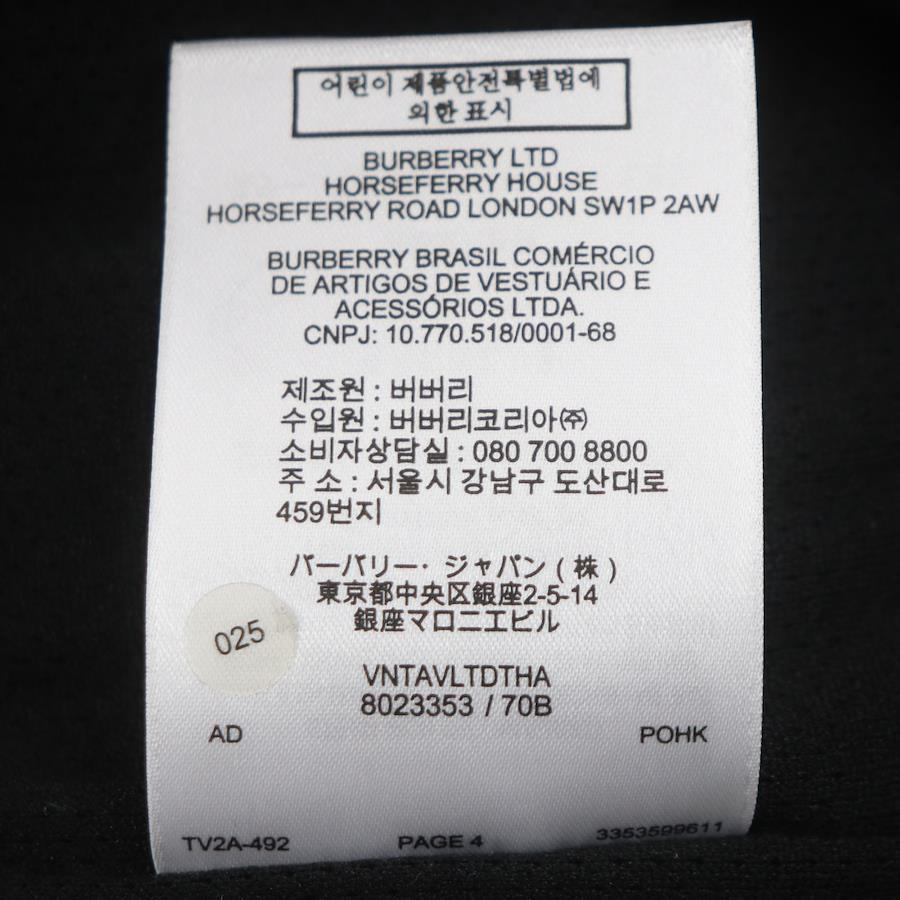 어린이 제품안전특별법에
의한 표시
BURBERRY LTD
HORSEFERRY HOUSE
HORSEFERRY ROAD LONDON SW1P 2AW
BURBERRY BRASIL COMÉRCIO
DE ARTIGOS DE VESTUÁRIO E
ACESSÓRIOS LTDA.
CNPJ: 10.770.518/0001-68
제조원 : 버버리
수입원 : 버버리코리아㈜
소비자상담실 : 080 700 8800
주 소 : 서울시 강남구 도산대로
459번지
バーバリー・ジャパン ( 株 )
東京都中央区銀座2-5-14
銀座マロニエビル
025
VNTAVLTDTHA
8023353 / 70B
AD POHK
TV2A-492 PAGE 4 3353599611